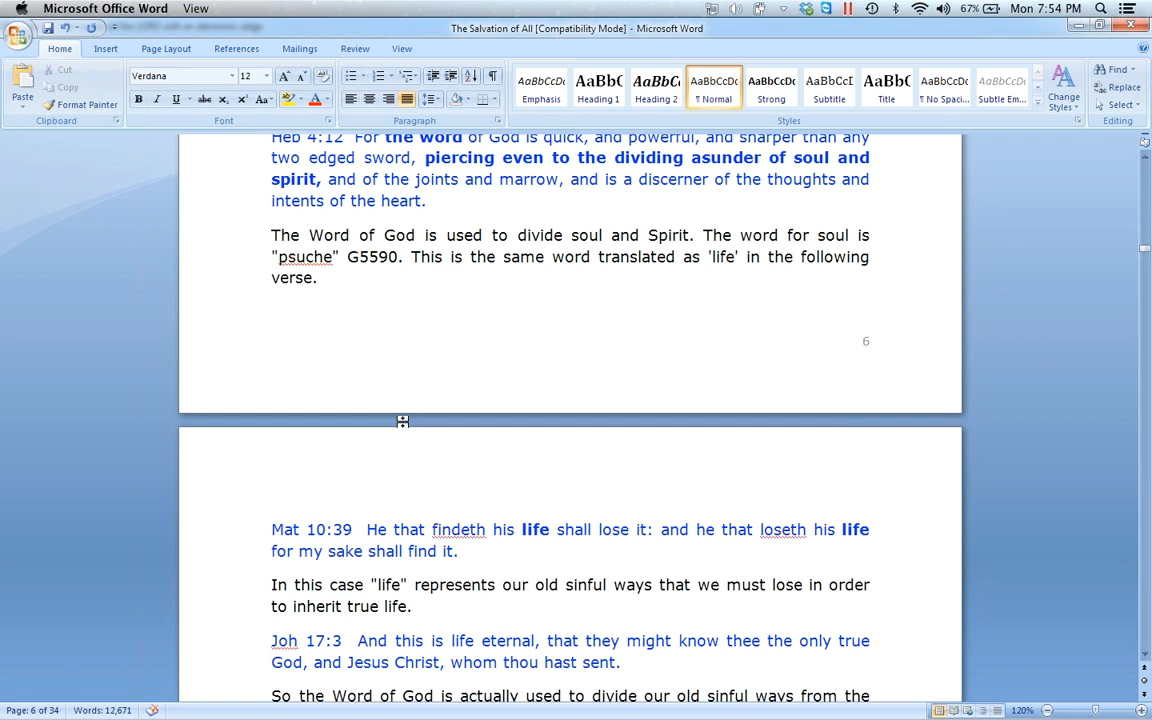 Microsoft Office Word View 67% Mon 7:54 PM
The Salvation of All [Compatibility Mode] - Microsoft Word
Home Insert Page Layout References Mailings Review View
Paste
Cut
Copy
Format Painter
Clipboard
Verdana 12
B I U abc x₂ x² Aa A
Font
Paragraph
AaBbCcDc AaBb( AaBbCc AaBbCcDc AaBbCcDc AaBbCcI AaBb( AaBbCcDc AaBbCcDc
Emphasis Heading 1 Heading 2 ¶ Normal Strong Subtitle Title ¶ No Spaci... Subtle Em...
Change Styles
Styles
Find
Replace
Select
Editing
Heb 4:12 For the word of God is quick, and powerful, and sharper than any
two edged sword, piercing even to the dividing asunder of soul and
spirit, and of the joints and marrow, and is a discerner of the thoughts and
intents of the heart.
The Word of God is used to divide soul and Spirit. The word for soul is
"psuche" G5590. This is the same word translated as 'life' in the following
verse.
6
Mat 10:39 He that findeth his life shall lose it: and he that loseth his life
for my sake shall find it.
In this case "life" represents our old sinful ways that we must lose in order
to inherit true life.
Joh 17:3 And this is life eternal, that they might know thee the only true
God, and Jesus Christ, whom thou hast sent.
So the Word of God is actually used to divide our old sinful ways from the
Page: 6 of 34 Words: 12,671 120%